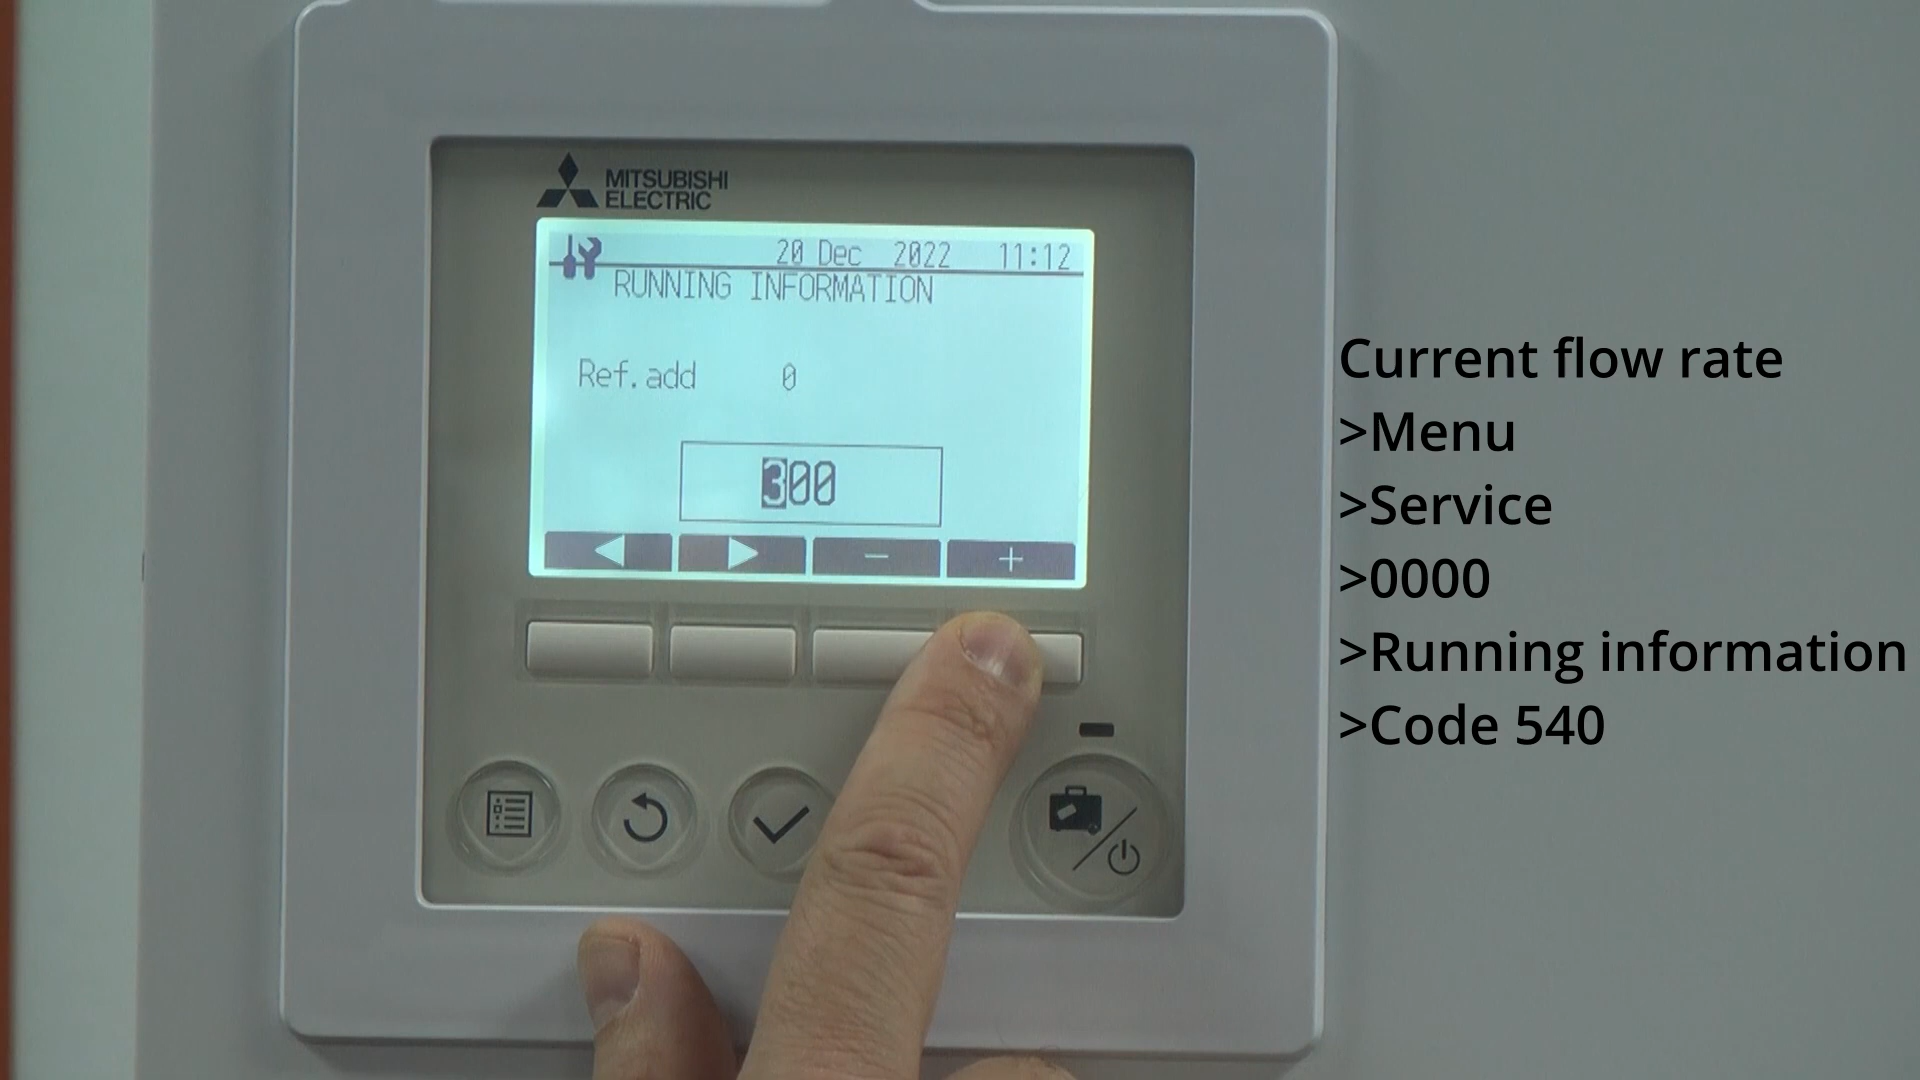 MITSUBISHI
ELECTRIC
20 Dec 2022 11:12
RUNNING INFORMATION
Ref.add 0
300
Current flow rate
>Menu
>Service
>0000
>Running information
>Code 540